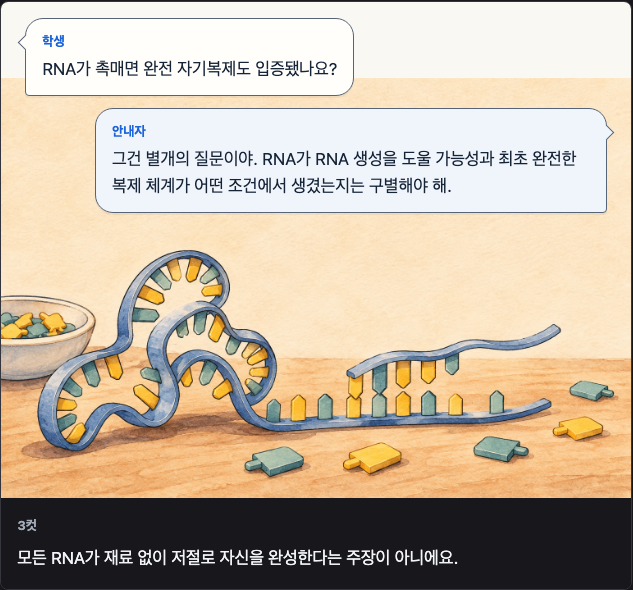 학생
RNA가 촉매면 완전 자기복제도 입증됐나요?
안내자
그건 별개의 질문이야. RNA가 RNA 생성을 도울 가능성과 최초 완전한
복제 체계가 어떤 조건에서 생겼는지는 구별해야 해.
3컷
모든 RNA가 재료 없이 저절로 자신을 완성한다는 주장이 아니에요.